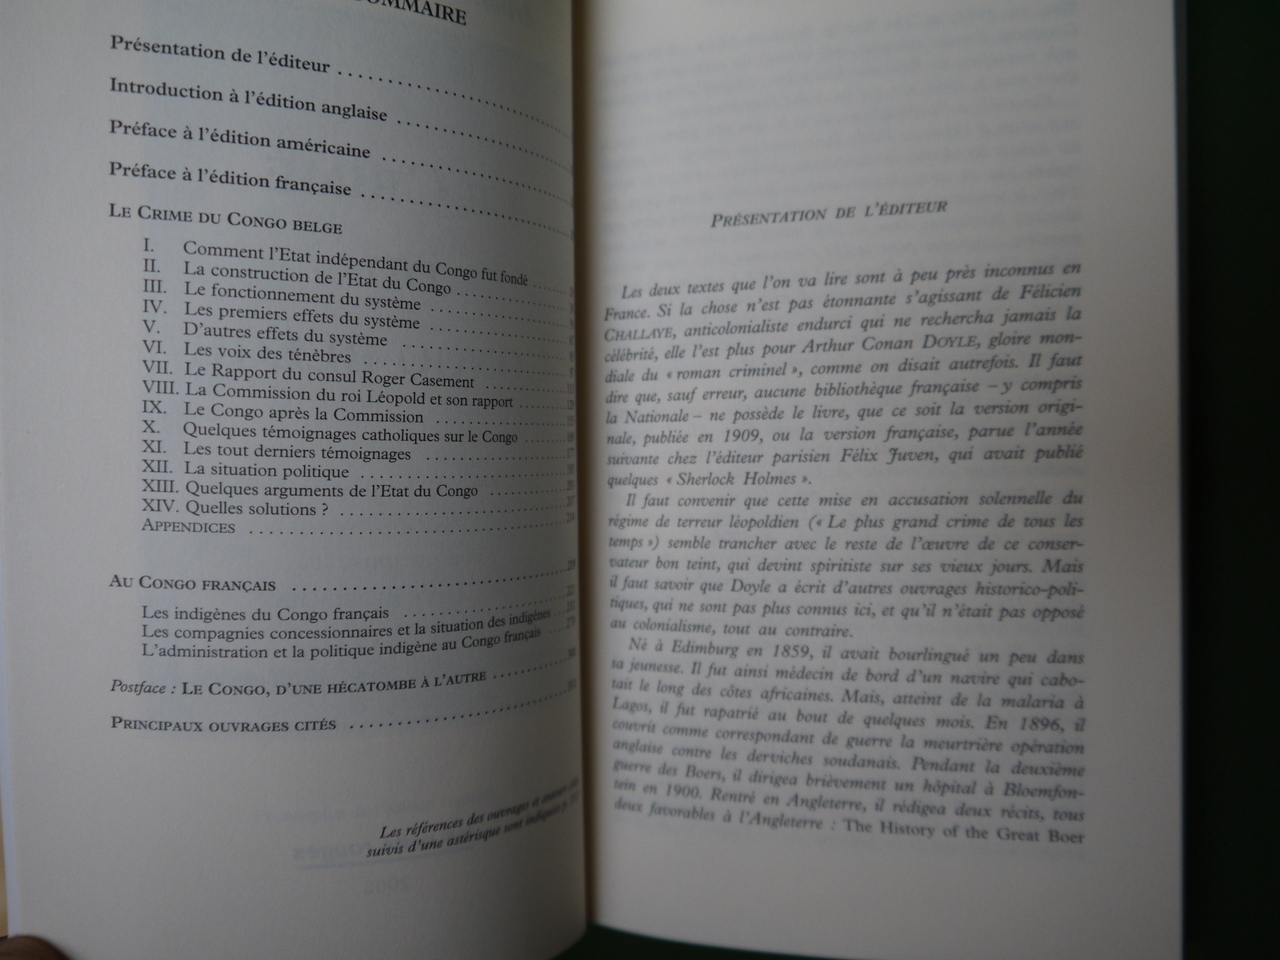 SOMMAIRE
Présentation de l'éditeur
Introduction à l'édition anglaise
Préface à l'édition américaine
Préface à l'édition française
LE CRIME DU CONGO BELGE
I. Comment l'Etat indépendant du Congo fut fondé
II. La construction de l'Etat du Congo
III. Le fonctionnement du système
IV. Les premiers effets du système
V. D'autres effets du système
VI. Les voix des ténèbres
VII. Le Rapport du consul Roger Casement
VIII. La Commission du roi Léopold et son rapport
IX. Le Congo après la Commission
X. Quelques témoignages catholiques sur le Congo
XI. Les tout derniers témoignages
XII. La situation politique
XIII. Quelques arguments de l'Etat du Congo
XIV. Quelles solutions ?
APPENDICES
AU CONGO FRANÇAIS
Les indigènes du Congo français
Les compagnies concessionnaires et la situation des indigènes
L'administration et la politique indigène au Congo français
Postface : LE CONGO, D'UNE HÉCATOMBE À L'AUTRE
PRINCIPAUX OUVRAGES CITÉS
Les références des ouvrages et
suivis d'une astérisque sont indiquées p.
PRÉSENTATION DE L'ÉDITEUR
Les deux textes que l'on va lire sont à peu près inconnus en
France. Si la chose n'est pas étonnante s'agissant de Félicien
CHALLAYE, anticolonialiste endurci qui ne rechercha jamais la
célébrité, elle l'est plus pour Arthur Conan DOYLE, gloire mon-
diale du « roman criminel », comme on disait autrefois. Il faut
dire que, sauf erreur, aucune bibliothèque française – y compris
la Nationale – ne possède le livre, que ce soit la version origi-
nale, publiée en 1909, ou la version française, parue l'année
suivante chez l'éditeur parisien Félix Juven, qui avait publié
quelques « Sherlock Holmes ».
Il faut convenir que cette mise en accusation solennelle du
régime de terreur léopoldien (« Le plus grand crime de tous les
temps ») semble trancher avec le reste de l'œuvre de ce conser-
vateur bon teint, qui devint spiritiste sur ses vieux jours. Mais
il faut savoir que Doyle a écrit d'autres ouvrages historico-poli-
tiques, qui ne sont pas plus connus ici, et qu'il n'était pas opposé
au colonialisme, tout au contraire.
Né à Edimburg en 1859, il avait bourlingué un peu dans
sa jeunesse. Il fut ainsi médecin de bord d'un navire qui cabo-
tait le long des côtes africaines. Mais, atteint de la malaria à
Lagos, il fut rapatrié au bout de quelques mois. En 1896, il
couvrit comme correspondant de guerre la meurtrière opération
anglaise contre les derviches soudanais. Pendant la deuxième
guerre des Boers, il dirigea brièvement un hôpital à Bloemfon-
tein en 1900. Rentré en Angleterre, il rédigea deux récits, tous
deux favorables à l'Angleterre : The History of the Great Boer